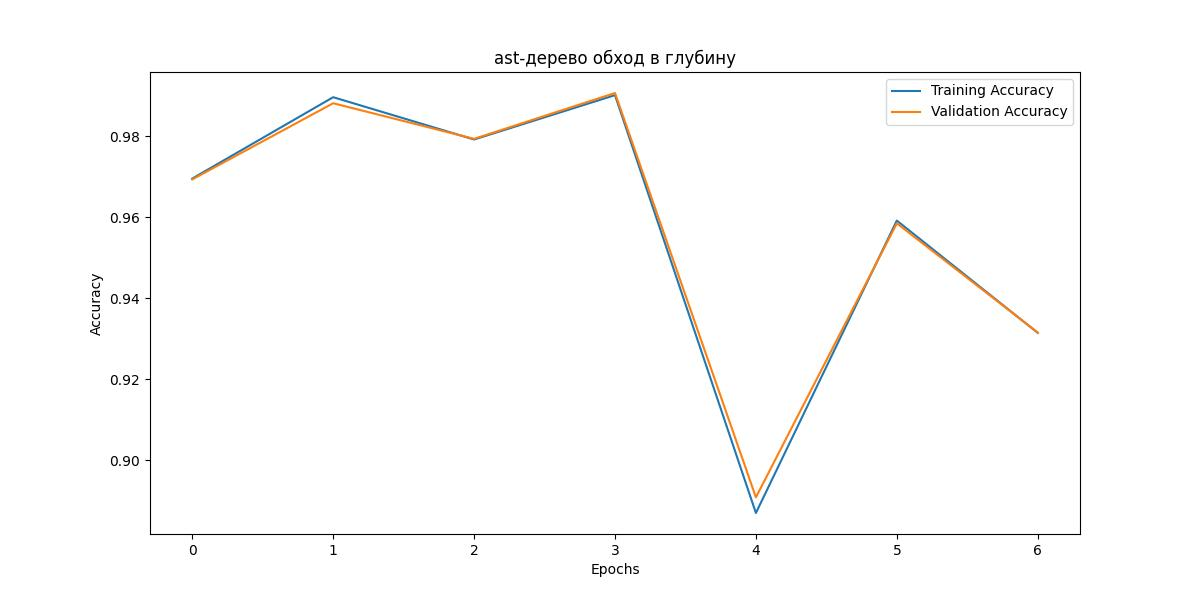 ast-дерево обход в глубину
Training Accuracy
Validation Accuracy
0.98
0.96
0.94
0.92
0.90
Accuracy
0 1 2 3 4 5 6
Epochs